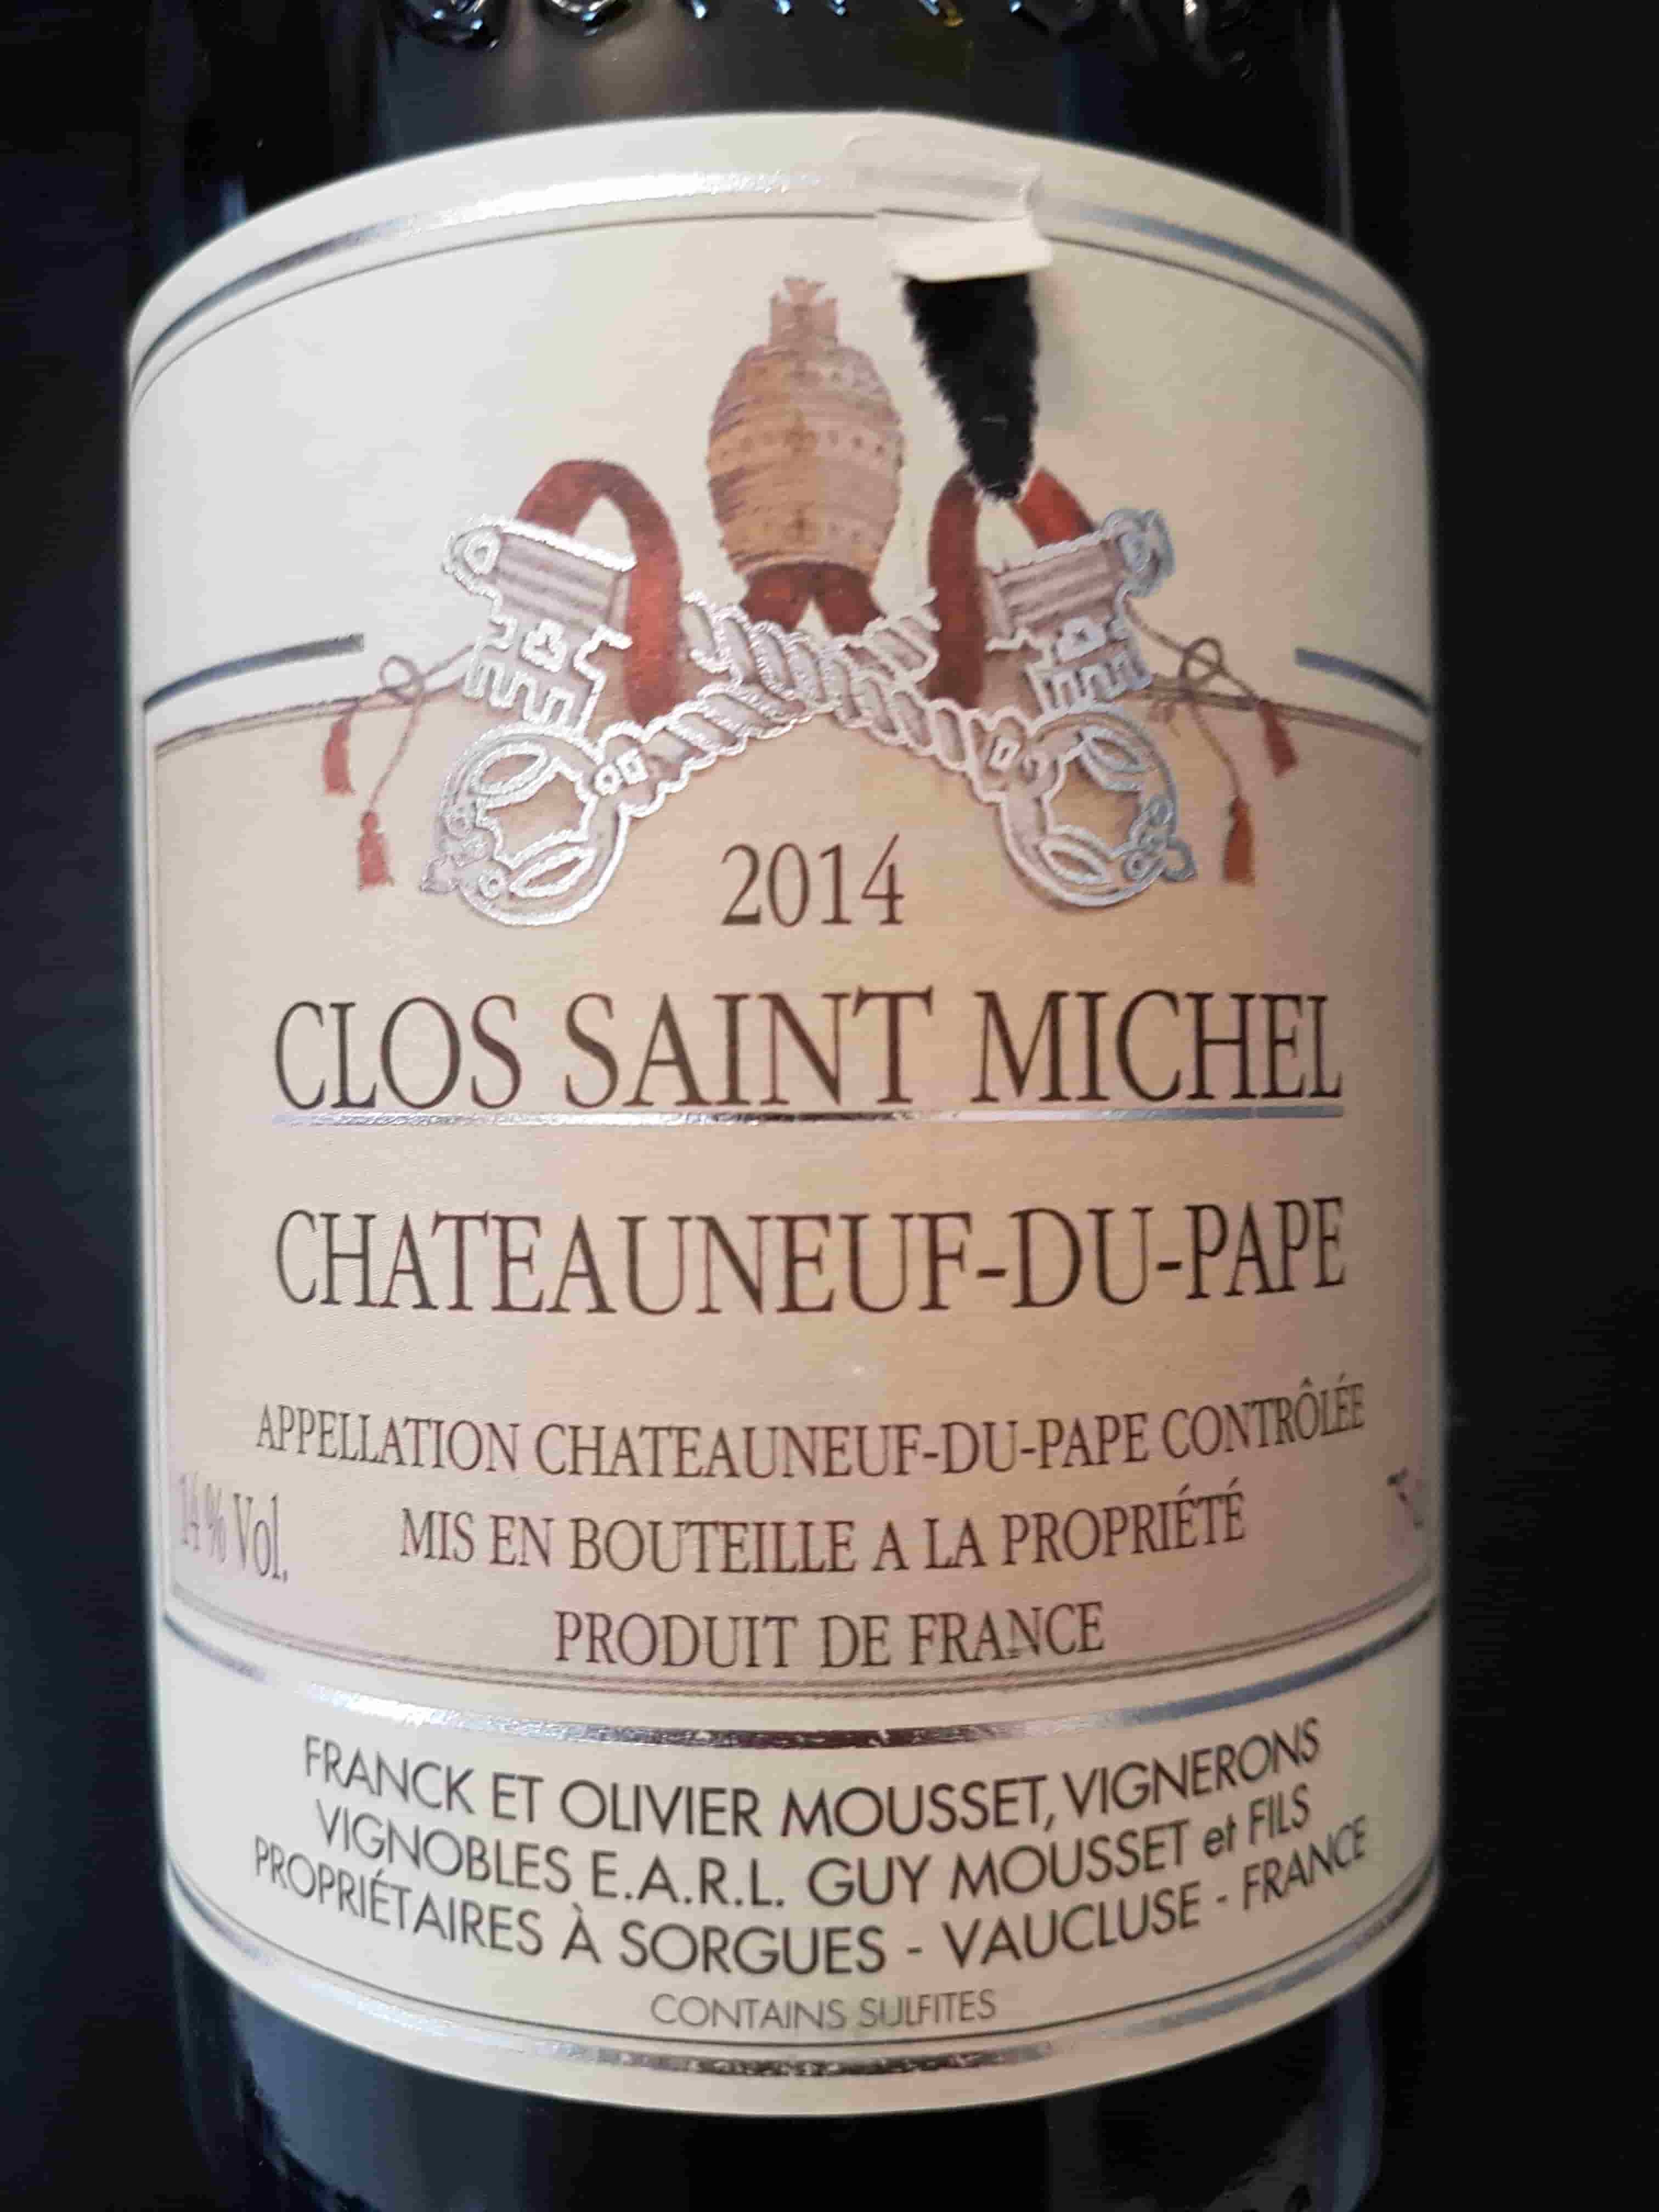 2014
CLOS SAINT MICHEL
CHATEAUNEUF-DU-PAPE
APPELLATION CHATEAUNEUF-DU-PAPE CONTRÔLÉE
14% Vol.
MIS EN BOUTEILLE A LA PROPRIÉTÉ
PRODUIT DE FRANCE
FRANCK ET OLIVIER MOUSSET, VIGNERONS
VIGNOBLES E.A.R.L. GUY MOUSSET et FILS
PROPRIÉTAIRES À SORGUES - VAUCLUSE - FRANCE
CONTAINS SULFITES